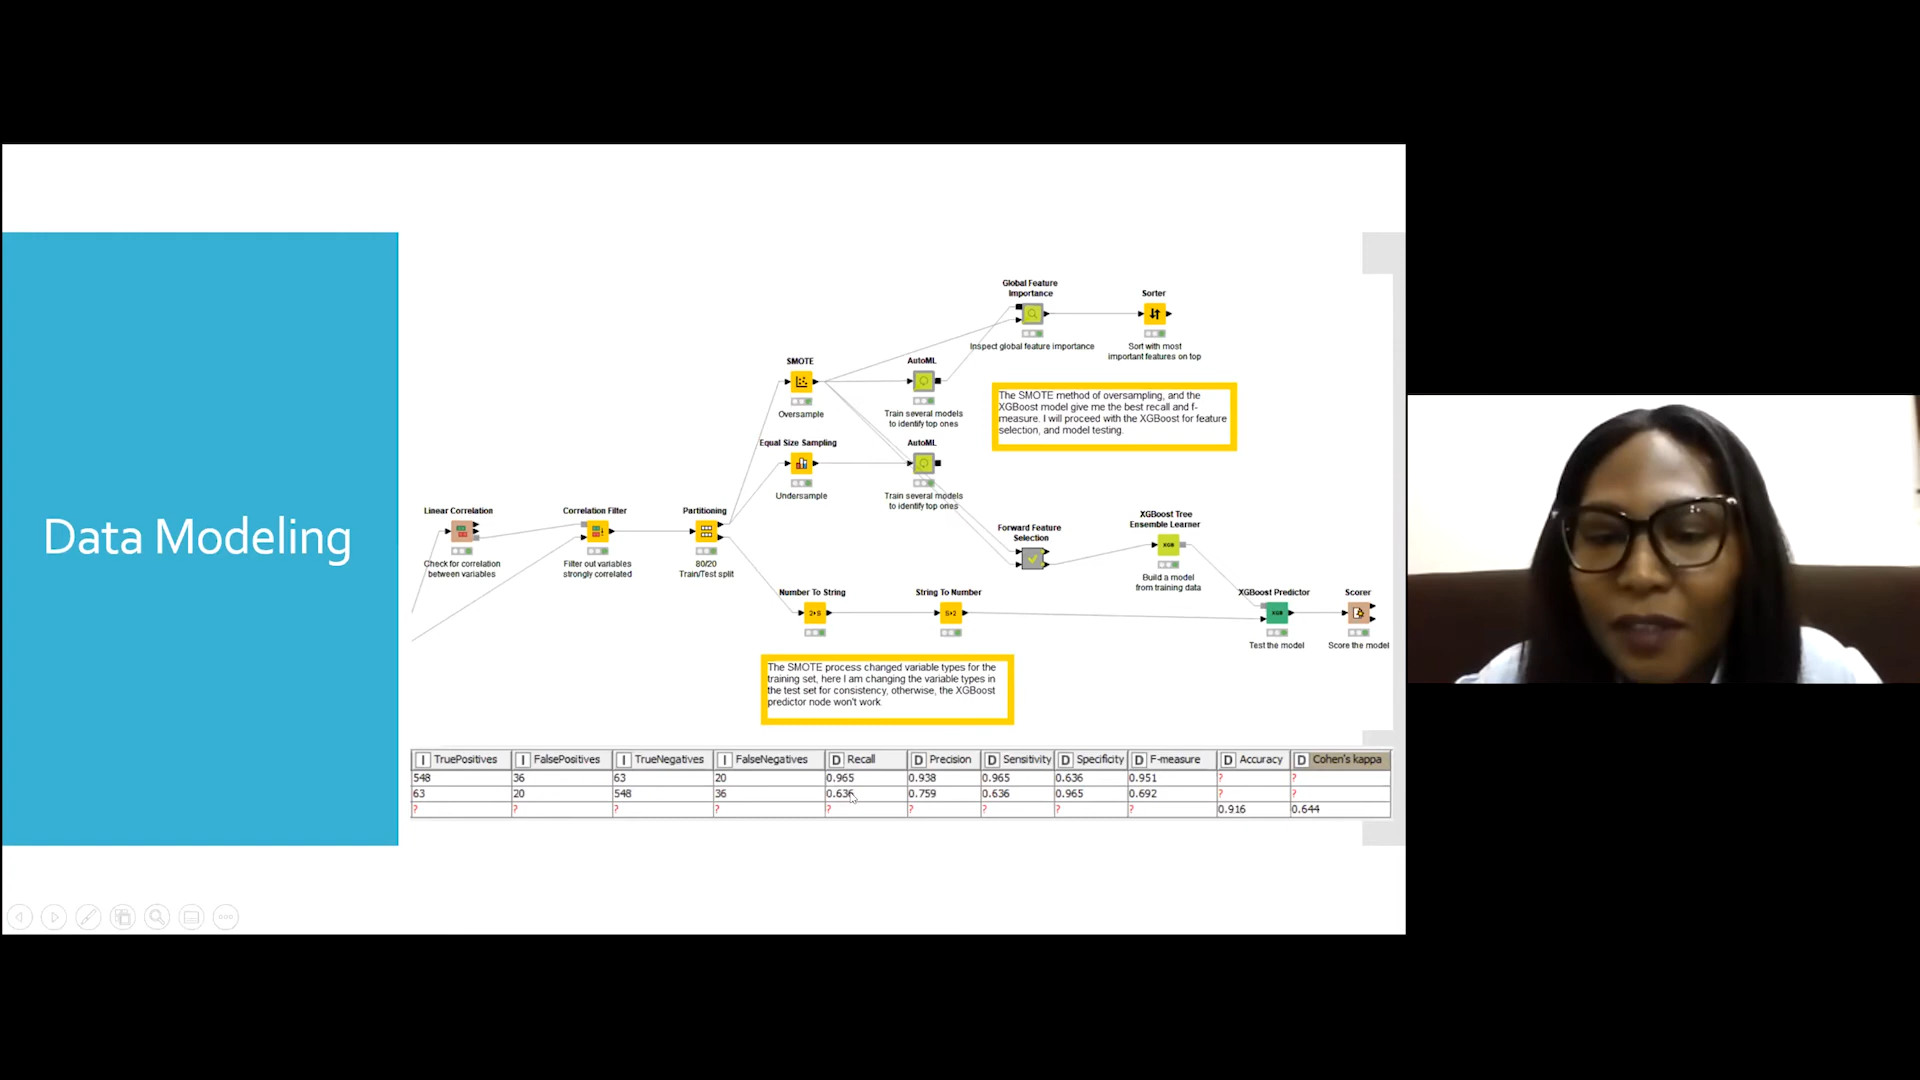 Data Modeling
Global Feature
Importance
Inspect global feature importance
Sorter
Sort with most
important features on top
SMOTE
Oversample
AutoML
Train several models
to identify top ones
The SMOTE method of oversampling, and the
XGBoost model give me the best recall and f-
measure. I will proceed with the XGBoost for feature
selection, and model testing.
Equal Size Sampling
Undersample
AutoML
Train several models
to identify top ones
Linear Correlation
Check for correlation
between variables
Correlation Filter
Filter out variables
strongly correlated
Partitioning
80/20
Train/Test split
Forward Feature
Selection
XGBoost Tree
Ensemble Learner
XGB
Build a model
from training data
Number To String
2▸S
String To Number
S▸2
XGBoost Predictor
XGB
Test the model
Scorer
Score the model
The SMOTE process changed variable types for the
training set, here I am changing the variable types in
the test set for consistency, otherwise, the XGBoost
predictor node won't work
I TruePositives I FalsePositives I TrueNegatives I FalseNegatives D Recall D Precision D Sensitivity D Specificity D F-measure D Accuracy D Cohen's kappa
548 36 63 20 0.965 0.938 0.965 0.636 0.951 ? ?
63 20 548 36 0.636 0.759 0.636 0.965 0.692 ? ?
? ? ? ? ? ? ? ? ? 0.916 0.644